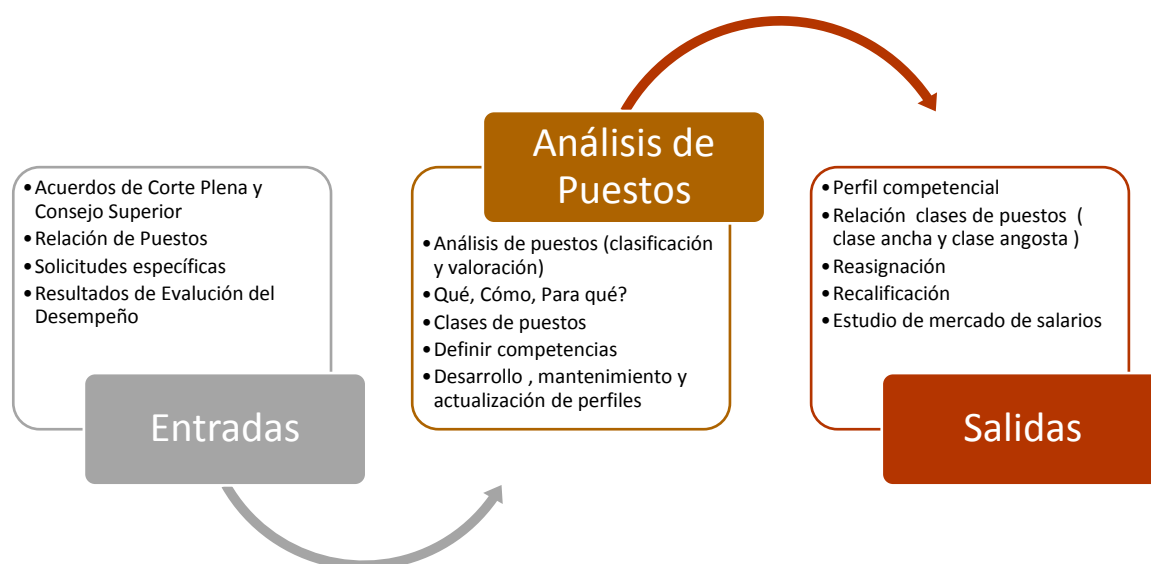 • Acuerdos de Corte Plena y
Consejo Superior
• Relación de Puestos
• Solicitudes específicas
• Resultados de Evalución del
Desempeño
Entradas
Análisis de
Puestos
• Análisis de puestos (clasificación
y valoración)
• Qué, Cómo, Para qué?
• Clases de puestos
• Definir competencias
• Desarrollo , mantenimiento y
actualización de perfiles
• Perfil competencial
• Relación  clases de puestos  (
clase ancha y clase angosta )
• Reasignación
• Recalificación
• Estudio de mercado de salarios
Salidas